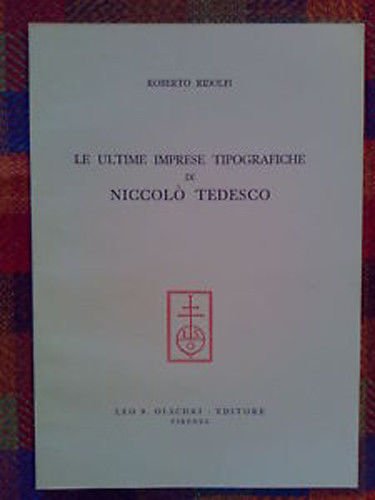 ROBERTO RIDOLFI
LE ULTIME IMPRESE TIPOGRAFICHE
DI
NICCOLÒ TEDESCO
LEO S. OLSCHKI - EDITORE
FIRENZE